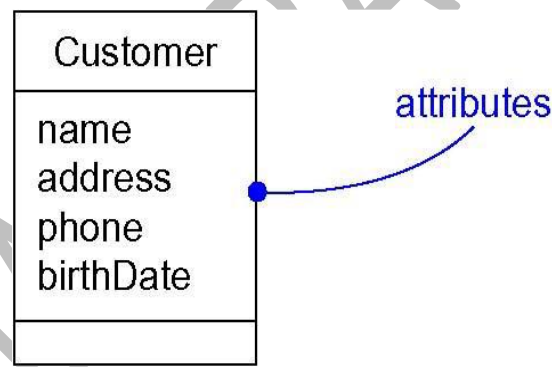 Customer
attributes
name
address
phone
birthDate